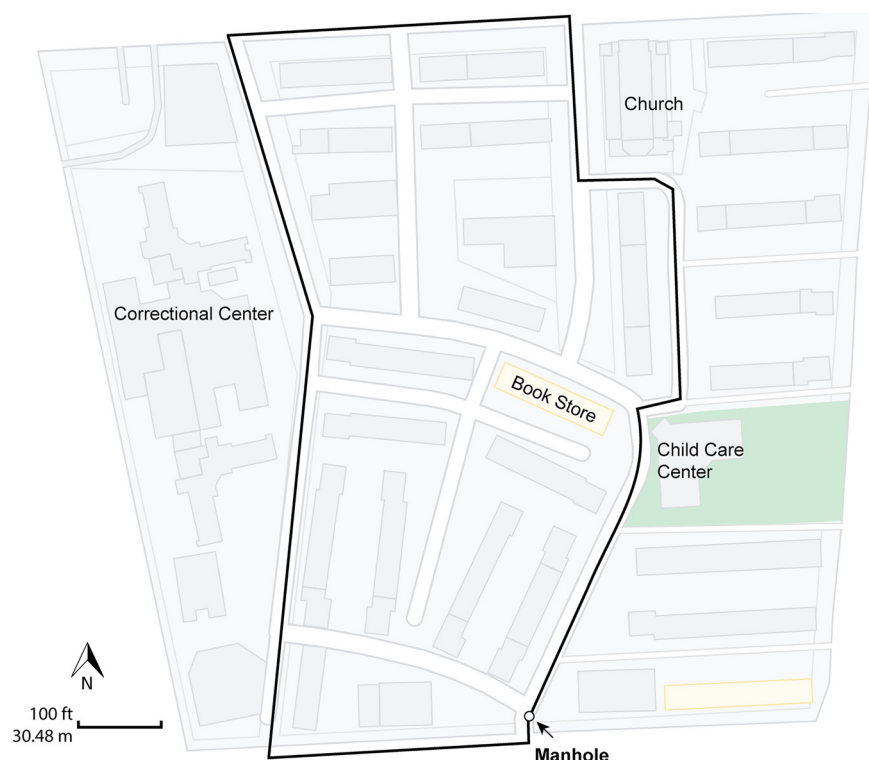 Church
Correctional Center
Book Store
Child Care
Center
N
100 ft
30.48 m
Manhole